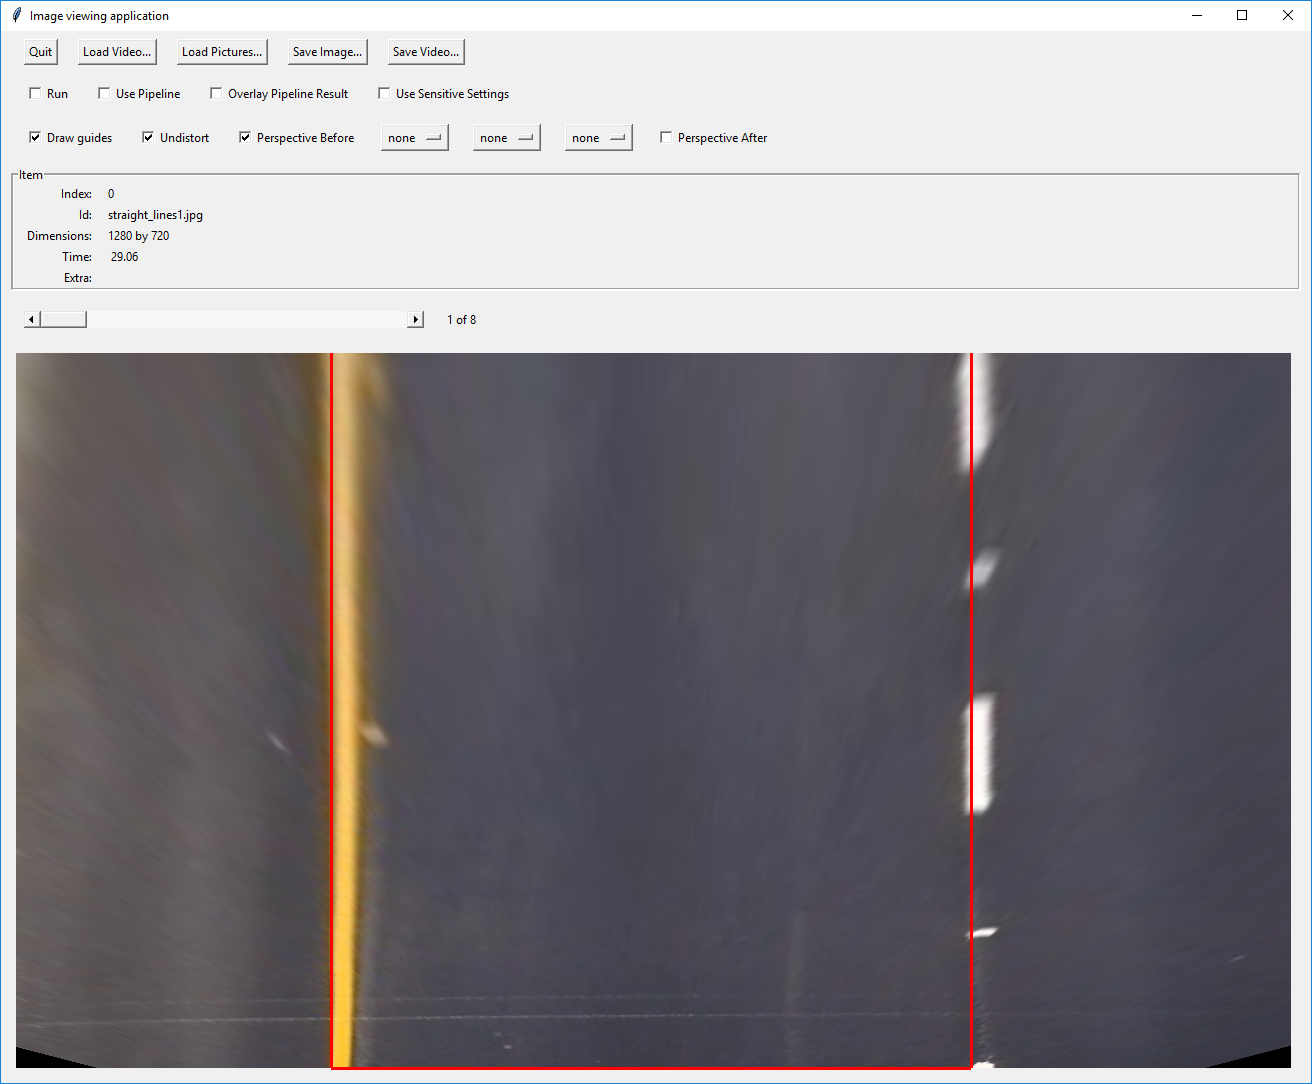 Image viewing application
Quit Load Video... Load Pictures... Save Image... Save Video...
Run Use Pipeline Overlay Pipeline Result Use Sensitive Settings
Draw guides Undistort Perspective Before none none none Perspective After
Item
Index: 0
Id: straight_lines1.jpg
Dimensions: 1280 by 720
Time: 29.06
Extra:
1 of 8